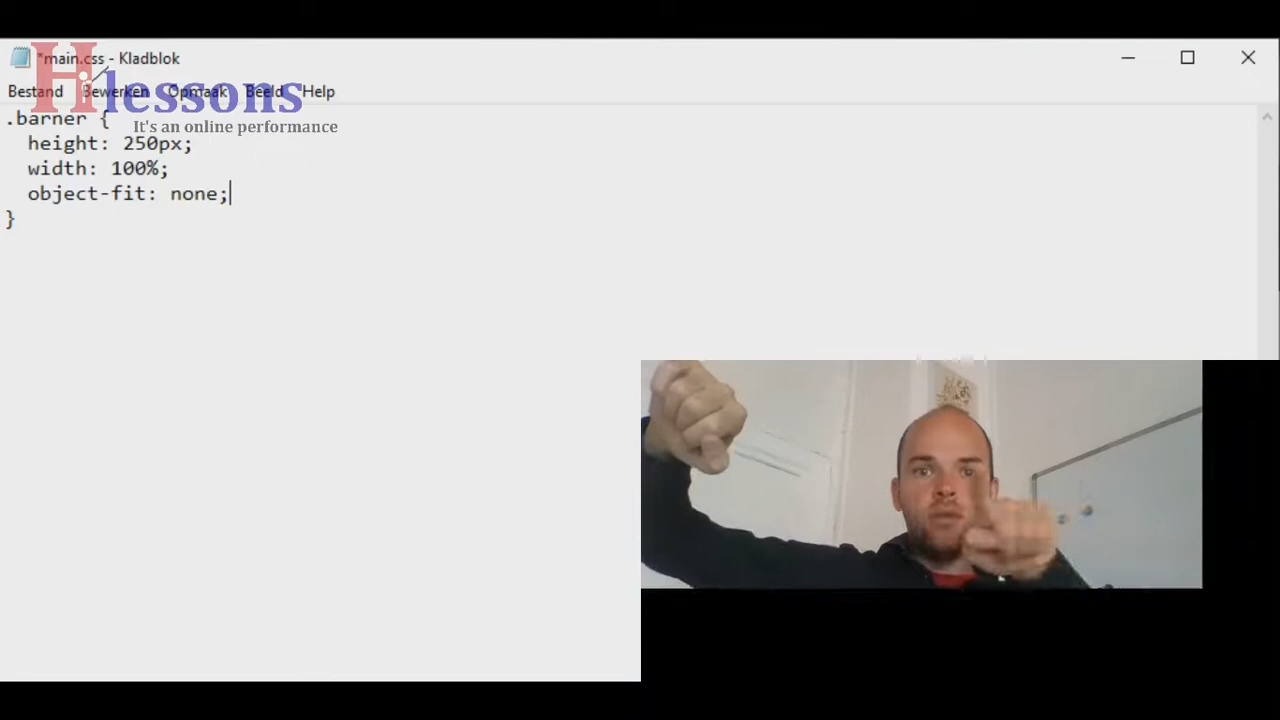 *main.css - Kladblok
Hlessons
Bestand Bewerken Opmaak Beeld Help
It's an online performance
.barner {
  height: 250px;
  width: 100%;
  object-fit: none;
}